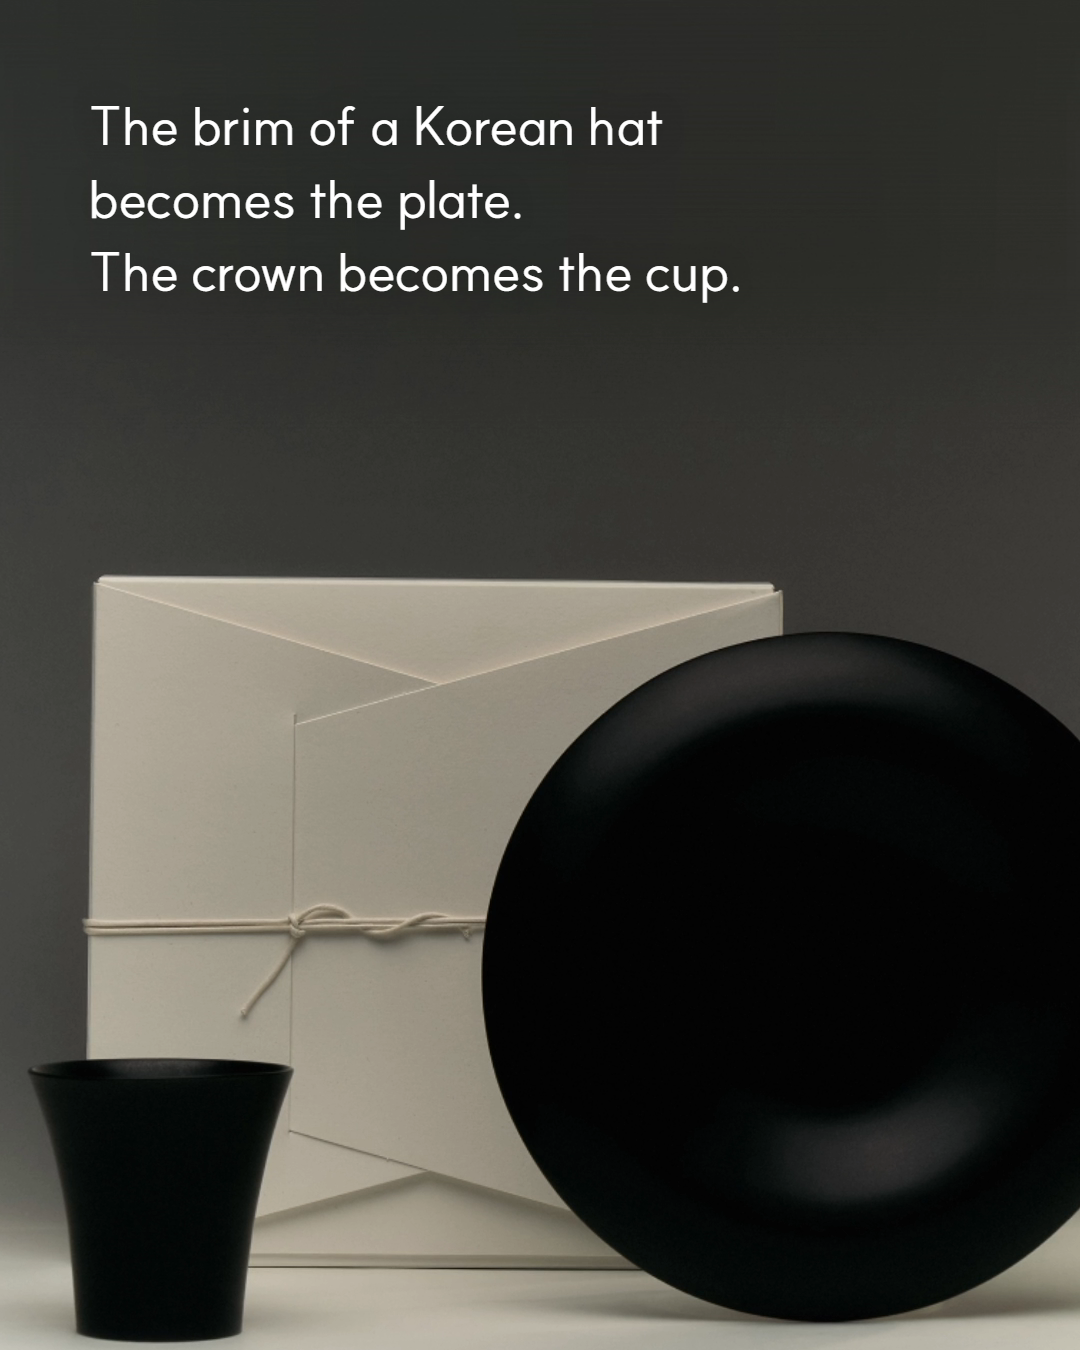 The brim of a Korean hat
becomes the plate.
The crown becomes the cup.